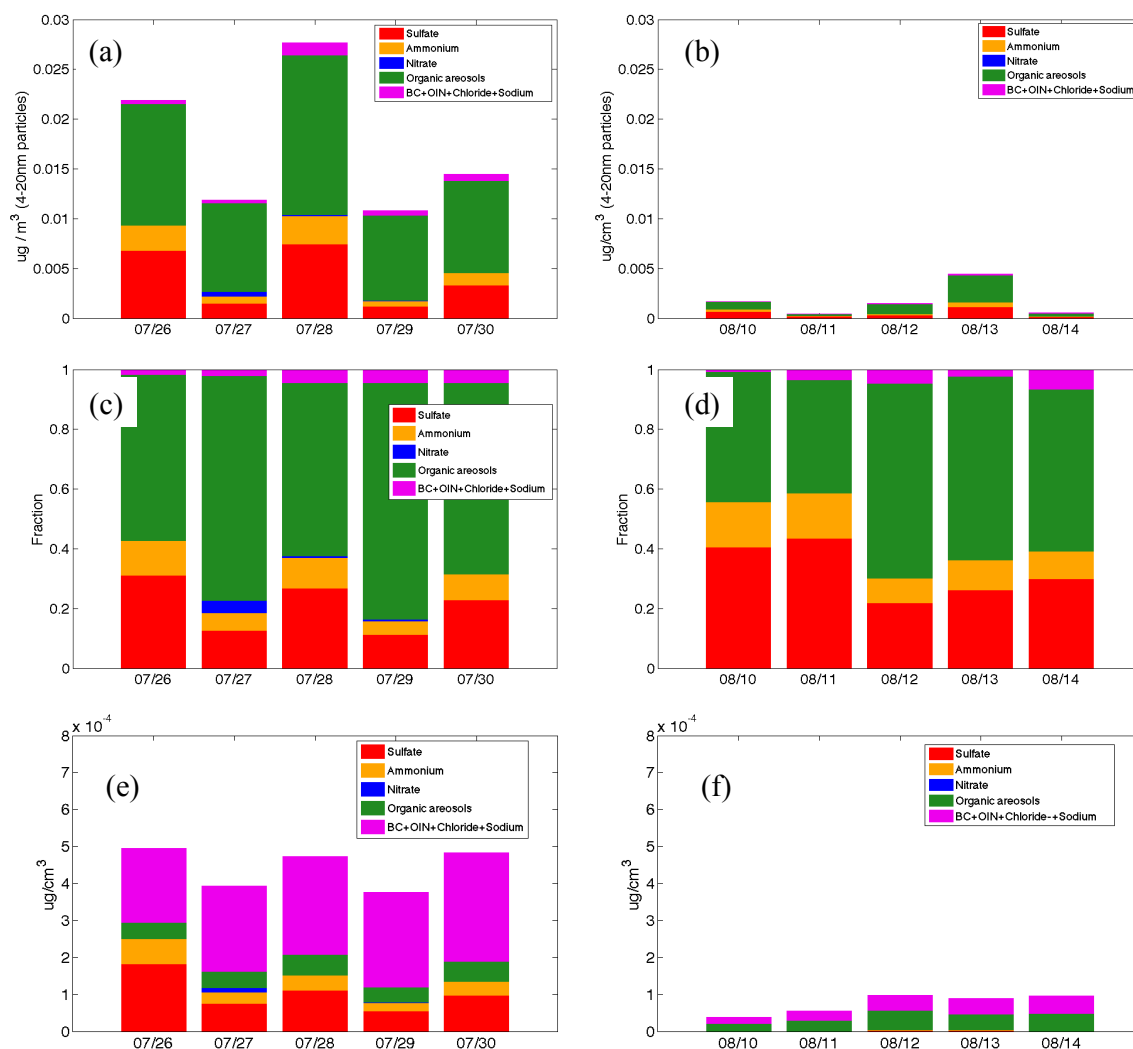 (a)
0.03
0.025
0.02
0.015
0.01
0.005
0
ug / m³ (4-20nm particles)
Sulfate
Ammonium
Nitrate
Organic areosols
BC+OIN+Chloride+Sodium
07/26 07/27 07/28 07/29 07/30
(b)
0.03
0.025
0.02
0.015
0.01
0.005
0
ug/cm³ (4-20nm particles)
Sulfate
Ammonium
Nitrate
Organic areosols
BC+OIN+Chloride+Sodium
08/10 08/11 08/12 08/13 08/14
(c)
1
0.8
0.6
0.4
0.2
0
Fraction
Sulfate
Ammonium
Nitrate
Organic areosols
BC+OIN+Chloride+Sodium
07/26 07/27 07/28 07/29 07/30
(d)
1
0.8
0.6
0.4
0.2
0
Fraction
08/10 08/11 08/12 08/13 08/14
x 10⁻⁴
(e)
8
7
6
5
4
3
2
1
0
ug/cm³
Sulfate
Ammonium
Nitrate
Organic areosols
BC+OIN+Chloride+Sodium
07/26 07/27 07/28 07/29 07/30
x 10⁻⁴
(f)
8
7
6
5
4
3
2
1
0
ug/cm³
Sulfate
Ammonium
Nitrate
Organic areosols
BC+OIN+Chloride-+Sodium
08/10 08/11 08/12 08/13 08/14